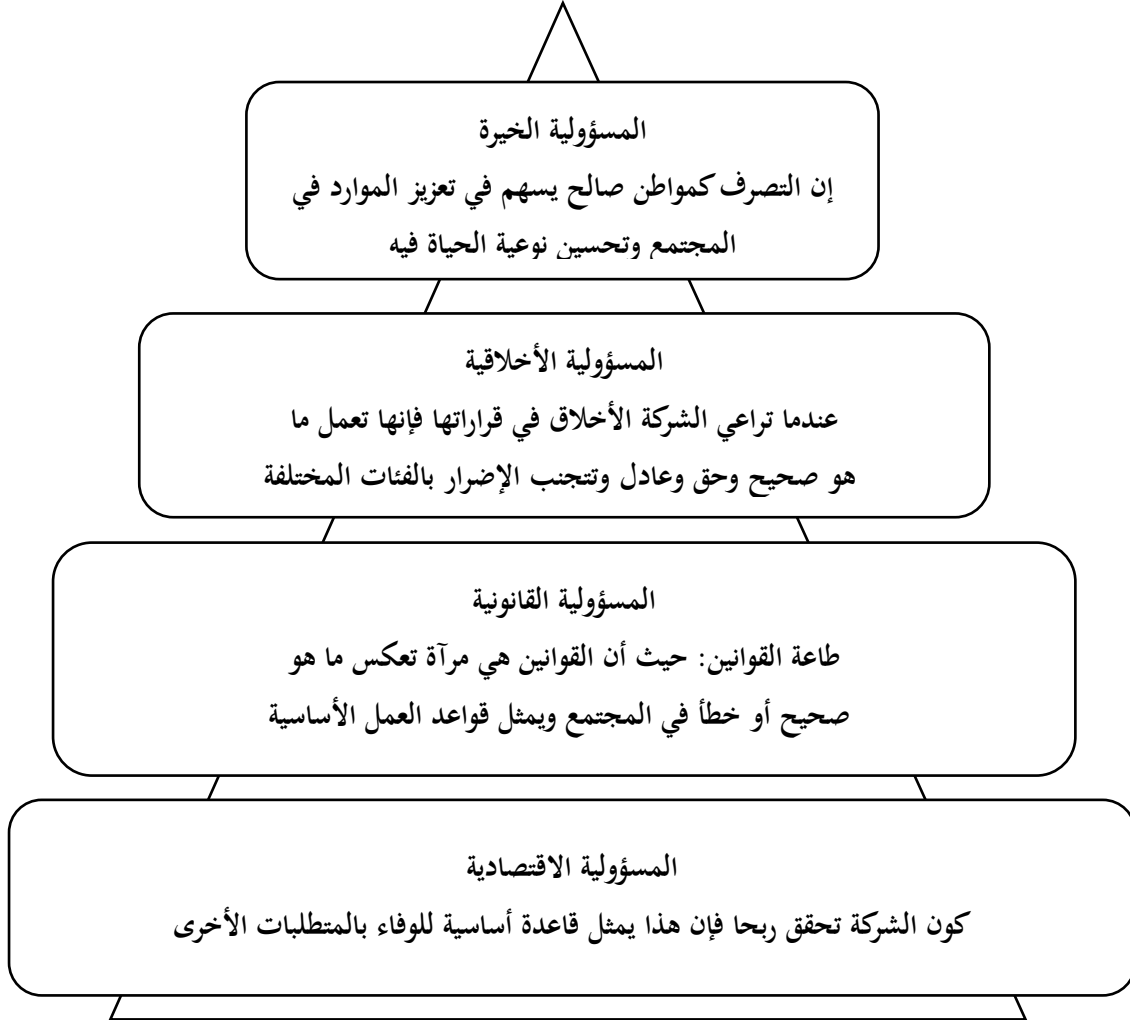 المسؤولية الخيرة
إن التصرف كمواطن صالح يسهم في تعزيز الموارد في
المجتمع وتحسين نوعية الحياة فيه
المسؤولية الأخلاقية
عندما تراعي الشركة الأخلاق في قراراتها فإنها تعمل ما
هو صحيح وحق وعادل وتتجنب الإضرار بالفئات المختلفة
المسؤولية القانونية
طاعة القوانين: حيث أن القوانين هي مرآة تعكس ما هو
صحيح أو خطأ في المجتمع ويمثل قواعد العمل الأساسية
المسؤولية الاقتصادية
كون الشركة تحقق ربحا فإن هذا يمثل قاعدة أساسية للوفاء بالمتطلبات الأخرى